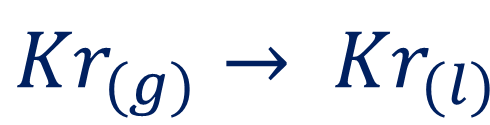 Kr(g) → Kr(l)